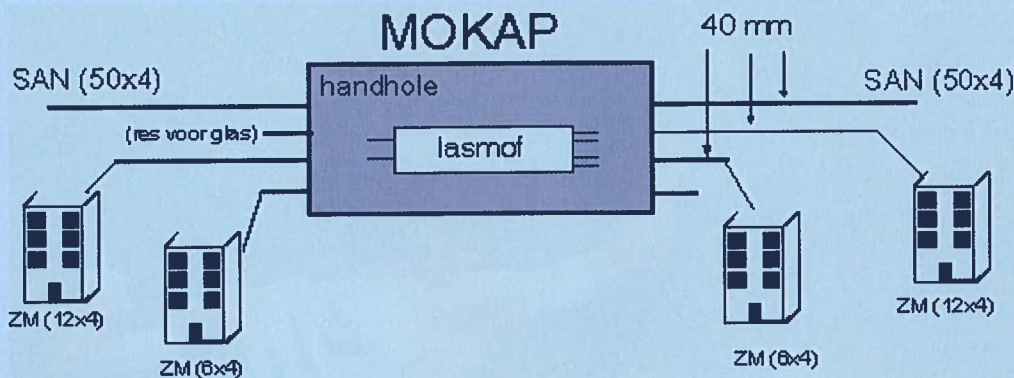 MOKAP
40 mm
SAN (50x4)
handhole
SAN (50x4)
(res voor glas)
lasmof
ZM (12x4)
ZM (6x4)
ZM (6x4)
ZM (12x4)